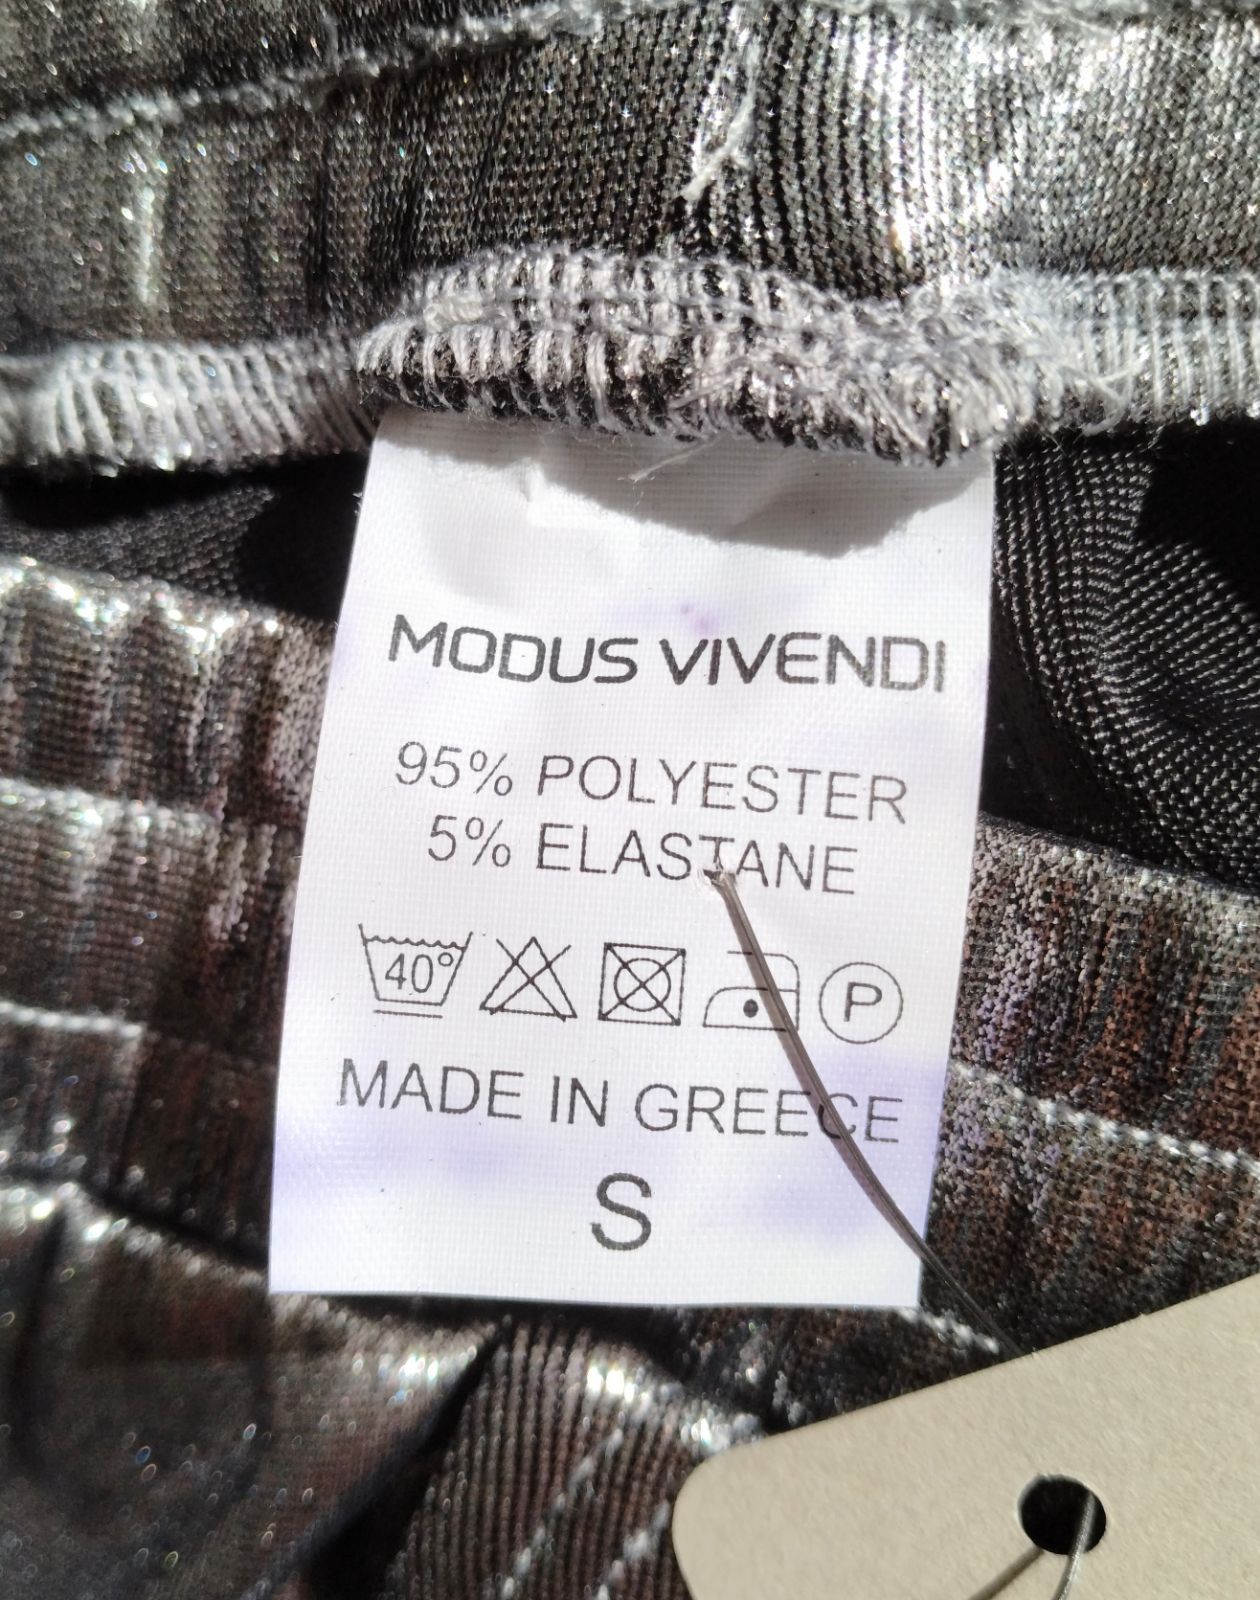 MODUS VIVENDI
95% POLYESTER
5% ELASTANE
40° P
MADE IN GREECE
S